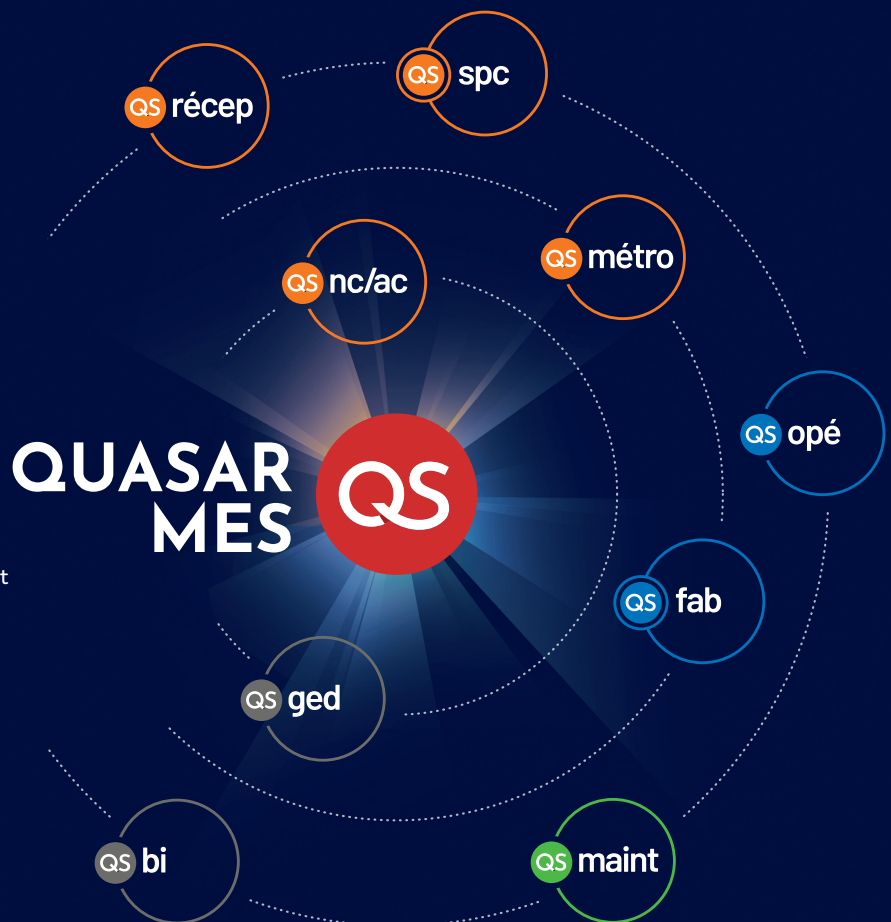 QS spc
QS récep
QS métro
QS nc/ac
QS opé
QUASAR
MES
QS
t
QS fab
QS ged
QS bi
QS maint